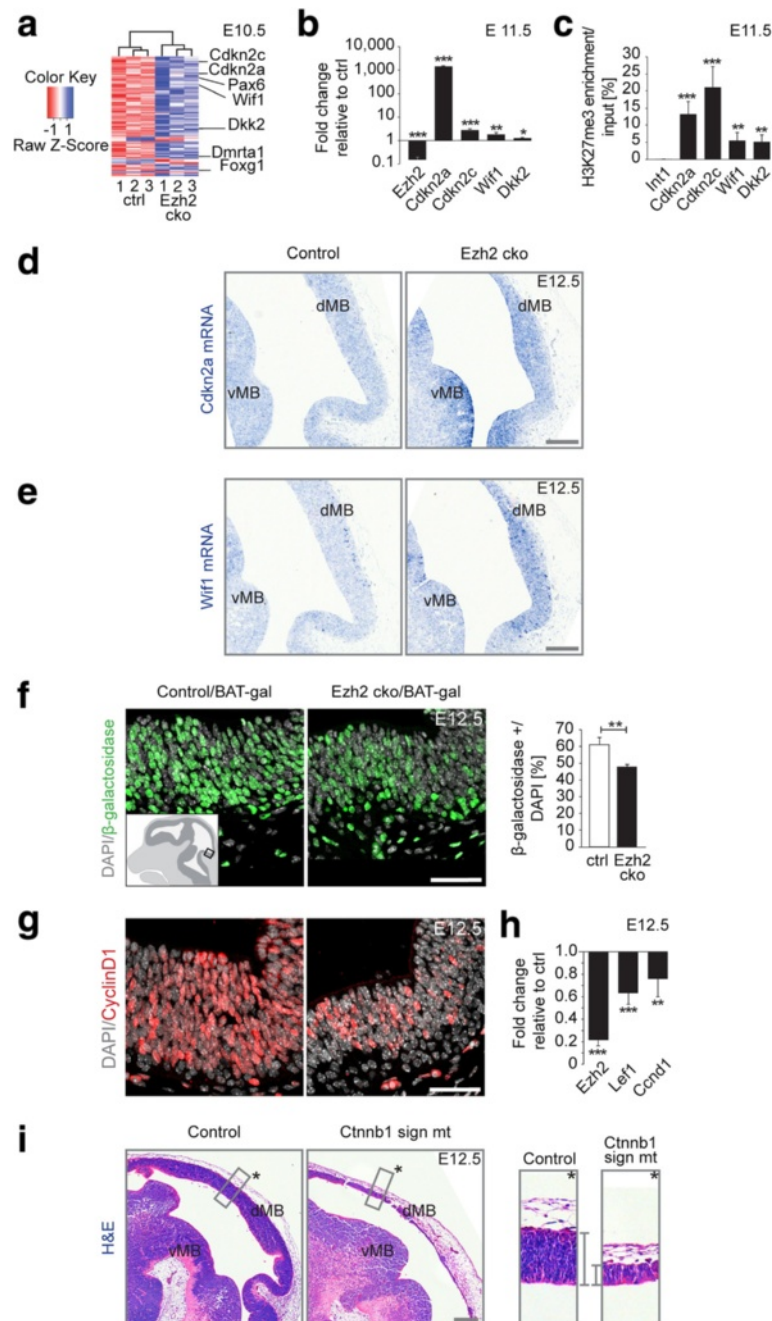 a
E10.5
Color Key
-1 1
Raw Z-Score
Cdkn2c
Cdkn2a
Pax6
Wif1
Dkk2
Dmrta1
Foxg1
1 2 3 1 2 3
ctrl Ezh2
cko
b
E 11.5
Fold change
relative to ctrl
10,000
1,000
100
10
1
0.1
***
***
***
**
*
Ezh2
Cdkn2a
Cdkn2c
Wif1
Dkk2
c
E11.5
H3K27me3 enrichment/
input [%]
30
25
20
15
10
5
0
***
***
**
**
Int1
Cdkn2a
Cdkn2c
Wif1
Dkk2
d
Control Ezh2 cko
Cdkn2a mRNA
dMB
vMB
E12.5
dMB
vMB
e
Wif1 mRNA
dMB
vMB
E12.5
dMB
vMB
f
Control/BAT-gal Ezh2 cko/BAT-gal
DAPI/β-galactosidase
E12.5
β-galactosidase +/
DAPI [%]
70
60
50
40
30
20
10
0
**
ctrl Ezh2
cko
g
DAPI/CyclinD1
E12.5
h
E12.5
Fold change
relative to ctrl
1.0
0.8
0.6
0.4
0.2
0
***
***
**
Ezh2
Lef1
Ccnd1
i
Control Ctnnb1 sign mt
H&E
*
dMB
vMB
E12.5
*
dMB
vMB
Control
Ctnnb1
sign mt
*
*